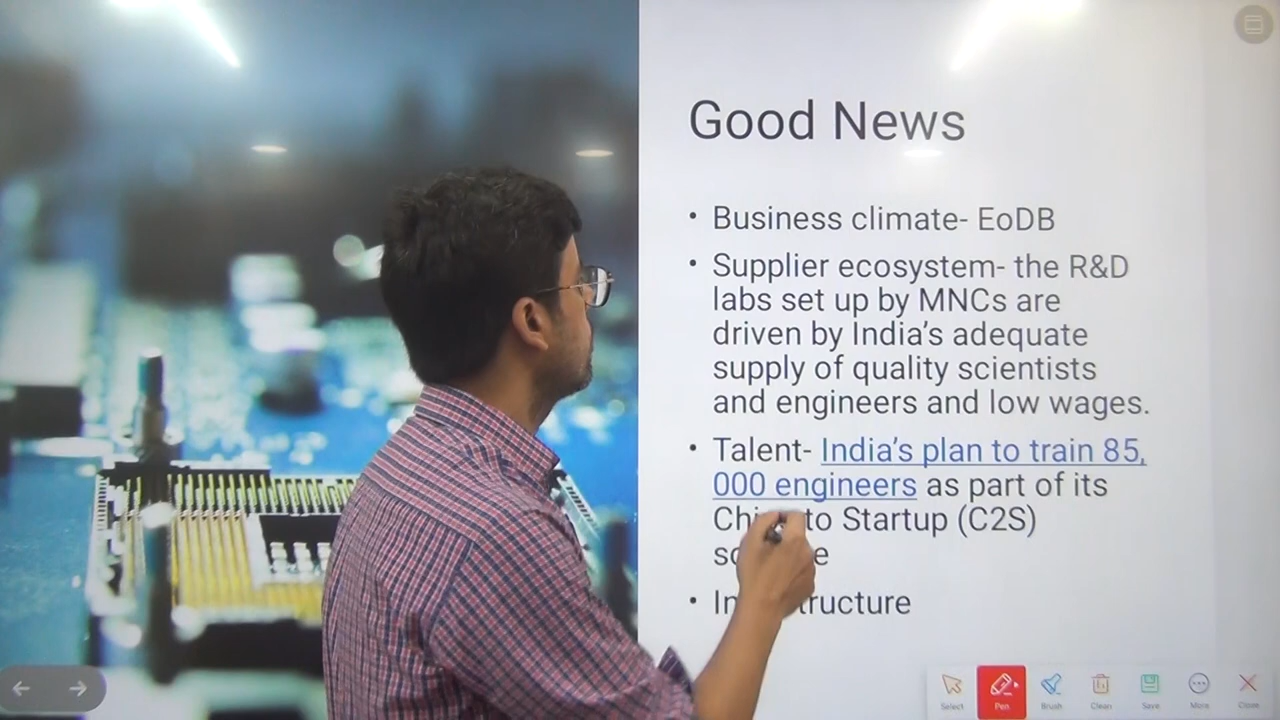 Good News
• Business climate- EoDB
• Supplier ecosystem- the R&D
labs set up by MNCs are
driven by India's adequate
supply of quality scientists
and engineers and low wages.
• Talent- India's plan to train 85,
000 engineers as part of its
to Startup (C2S)
• 
Select
Pen
Brush
Clean
Save
More
Close